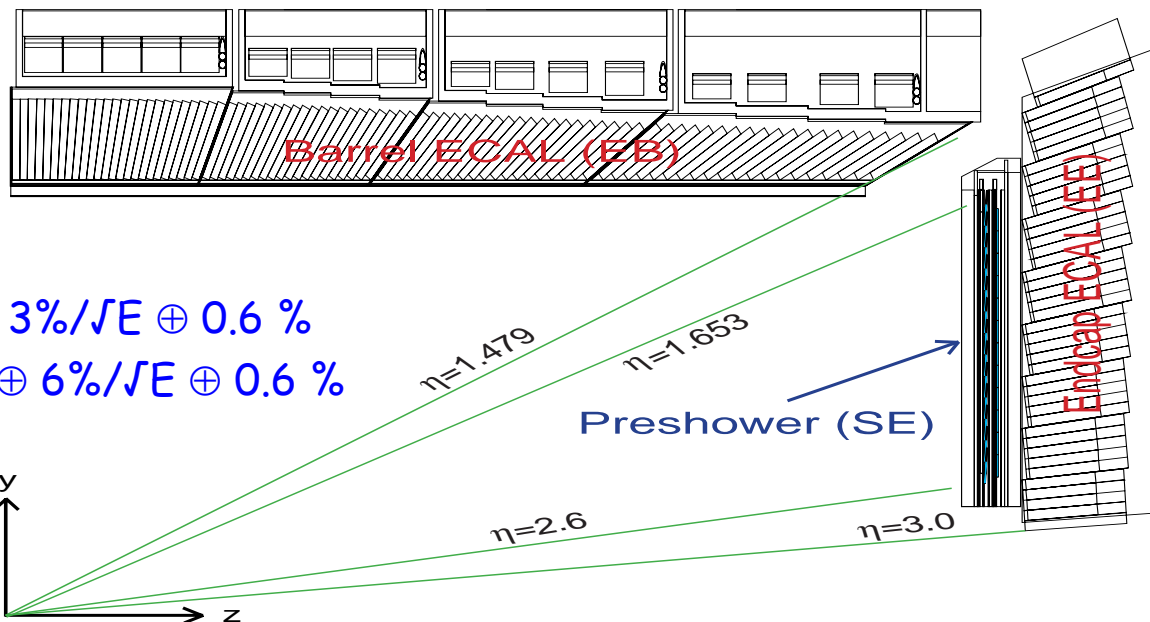 Barrel ECAL (EB)
Endcap ECAL (EE)
3%/√E ⊕ 0.6 %
⊕ 6%/√E ⊕ 0.6 %
η=1.479
η=1.653
Preshower (SE)
y
η=2.6
η=3.0
z